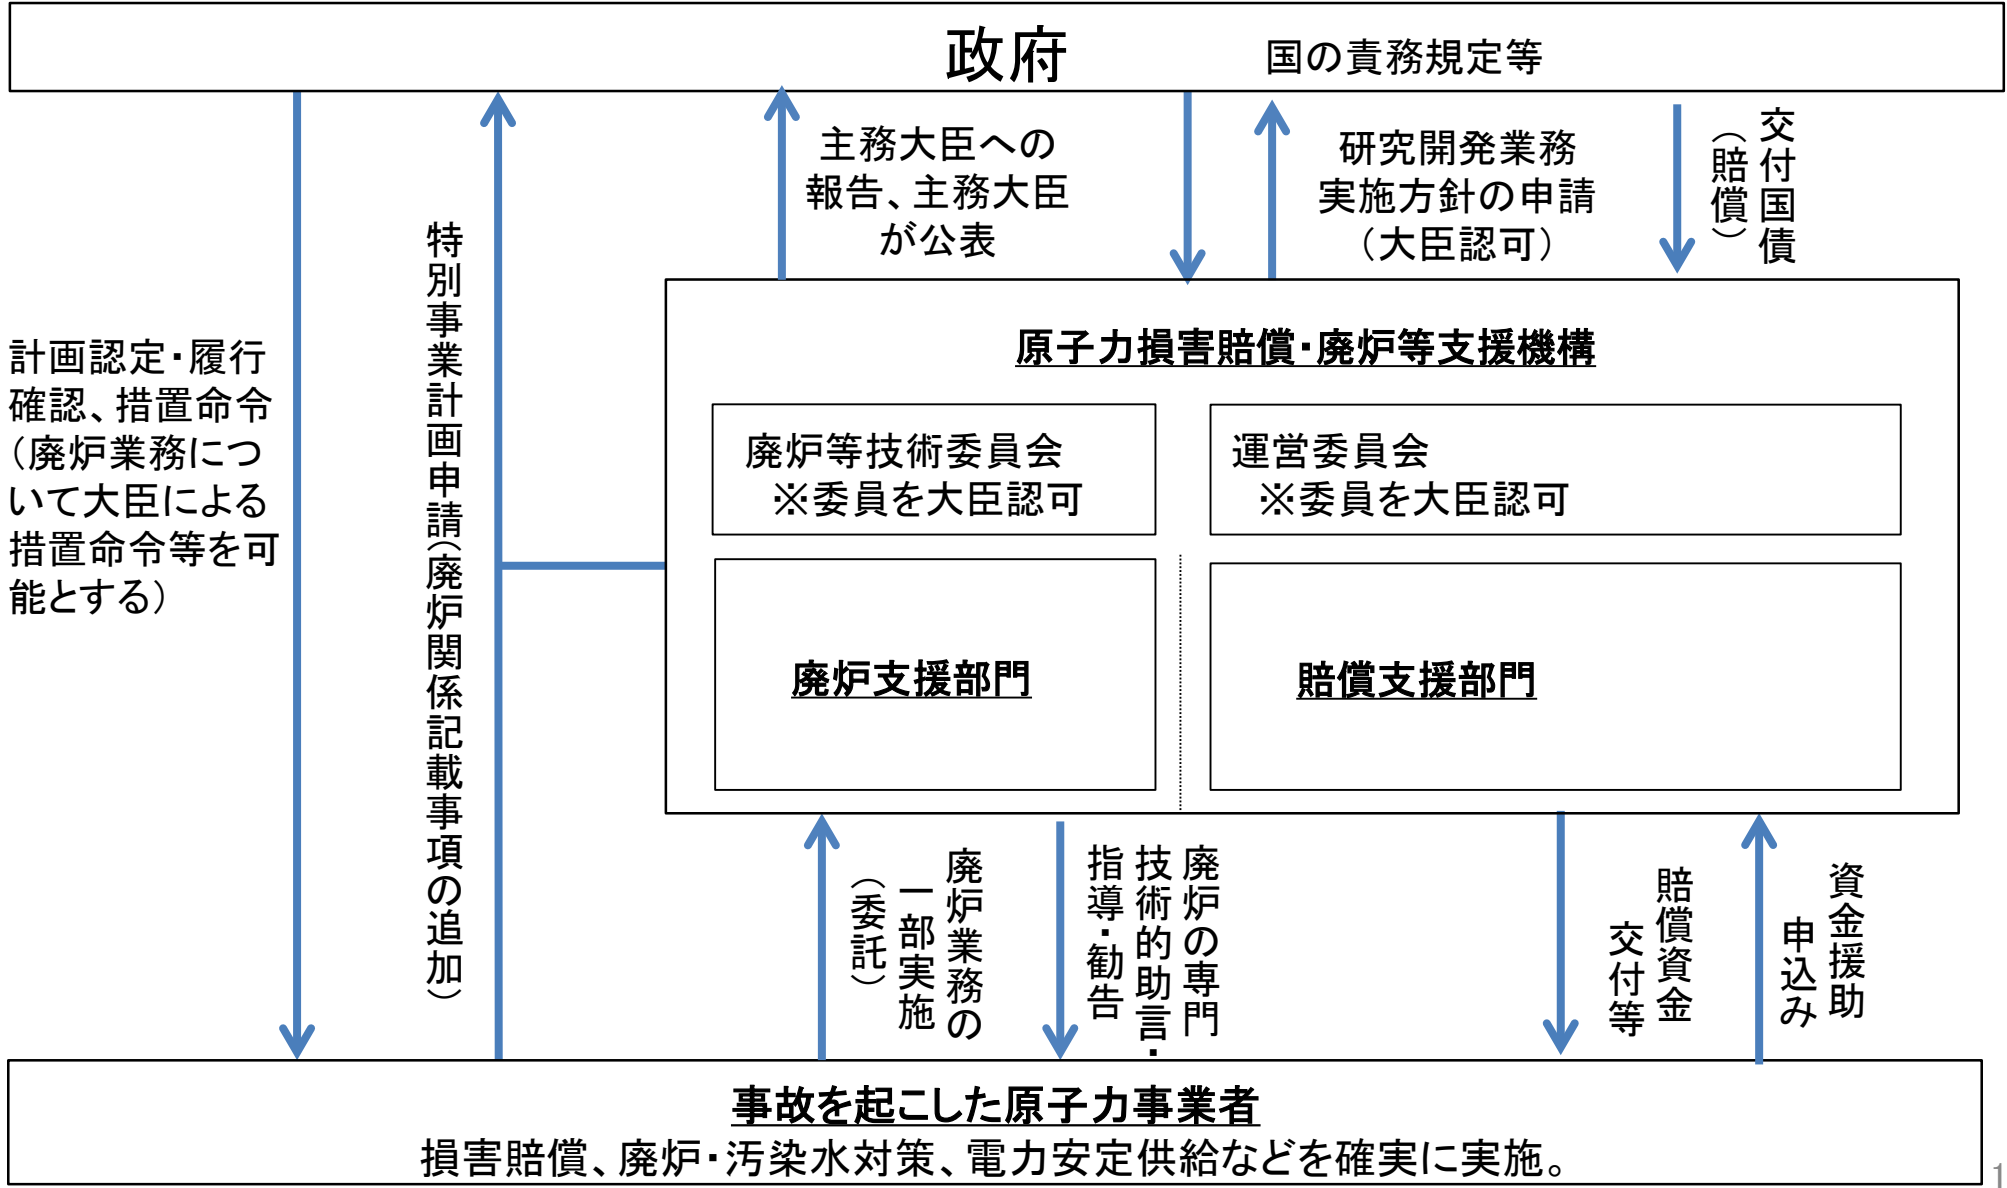 政府
国の責務規定等
計画認定・履行
確認、措置命令
（廃炉業務につ
いて大臣による
措置命令等を可
能とする）
特別事業計画申請（廃炉関係記載事項の追加）
主務大臣への
報告、主務大臣
が公表
研究開発業務
実施方針の申請
（大臣認可）
交付国債
（賠償）
原子力損害賠償・廃炉等支援機構
廃炉等技術委員会
※委員を大臣認可
運営委員会
※委員を大臣認可
廃炉支援部門
賠償支援部門
廃炉業務の
一部実施
（委託）
廃炉の専門
技術的助言・
指導・勧告
賠償資金
交付等
資金援助
申込み
事故を起こした原子力事業者
損害賠償、廃炉・汚染水対策、電力安定供給などを確実に実施。
1